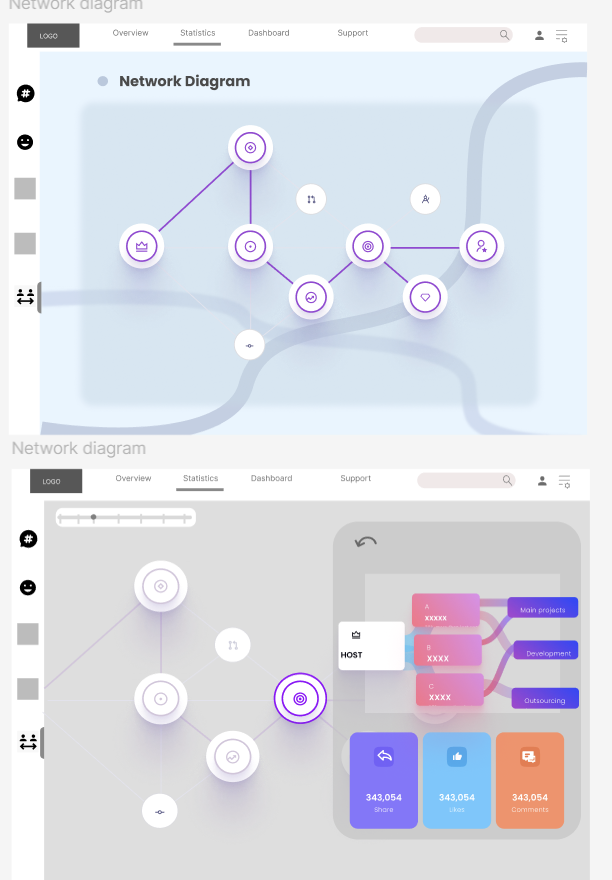 Network diagram
LOGO
Overview
Statistics
Dashboard
Support
Network Diagram
Network diagram
LOGO
Overview
Statistics
Dashboard
Support
HOST
A
XXXXX
B
XXXX
C
XXXX
Main projects
Development
Outsourcing
343,054
Share
343,054
Likes
343,054
Comments